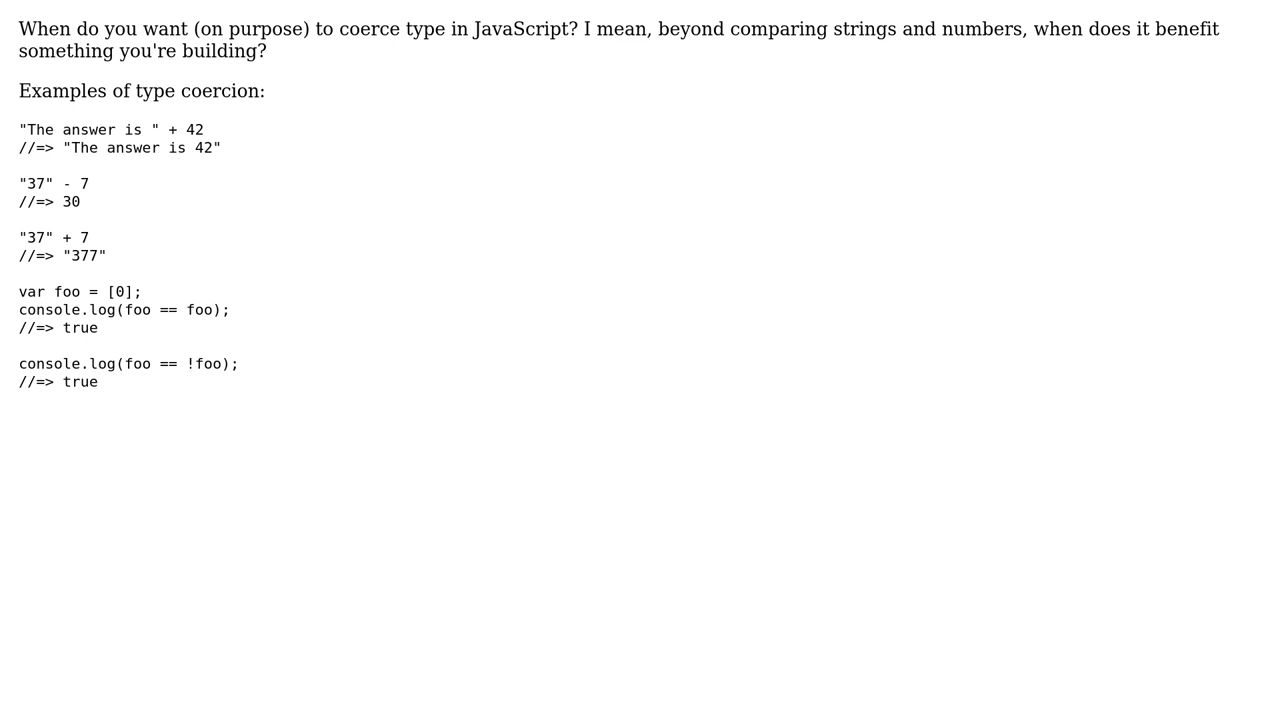 When do you want (on purpose) to coerce type in JavaScript? I mean, beyond comparing strings and numbers, when does it benefit
something you're building?
Examples of type coercion:
"The answer is " + 42
//=> "The answer is 42"
"37" - 7
//=> 30
"37" + 7
//=> "377"
var foo = [0];
console.log(foo == foo);
//=> true
console.log(foo == !foo);
//=> true